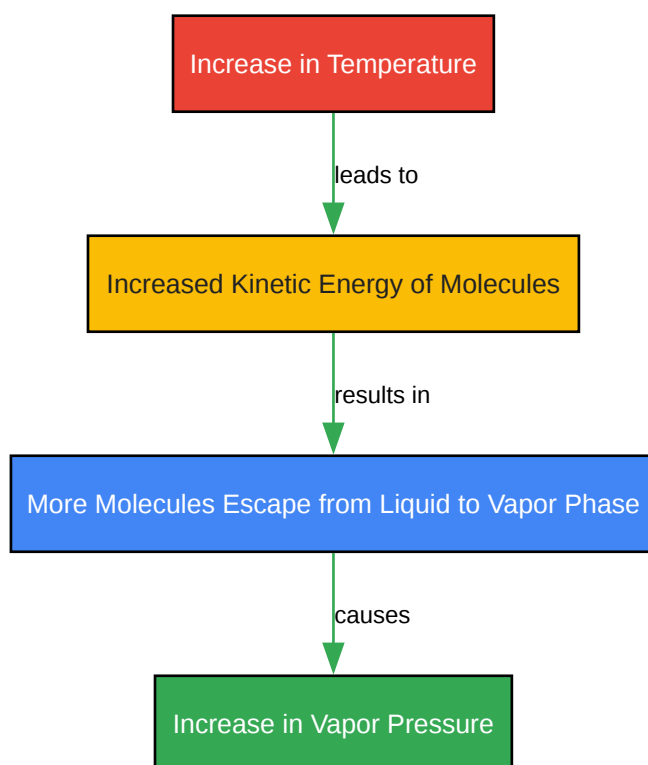 Increase in Temperature
leads to
Increased Kinetic Energy of Molecules
results in
More Molecules Escape from Liquid to Vapor Phase
causes
Increase in Vapor Pressure